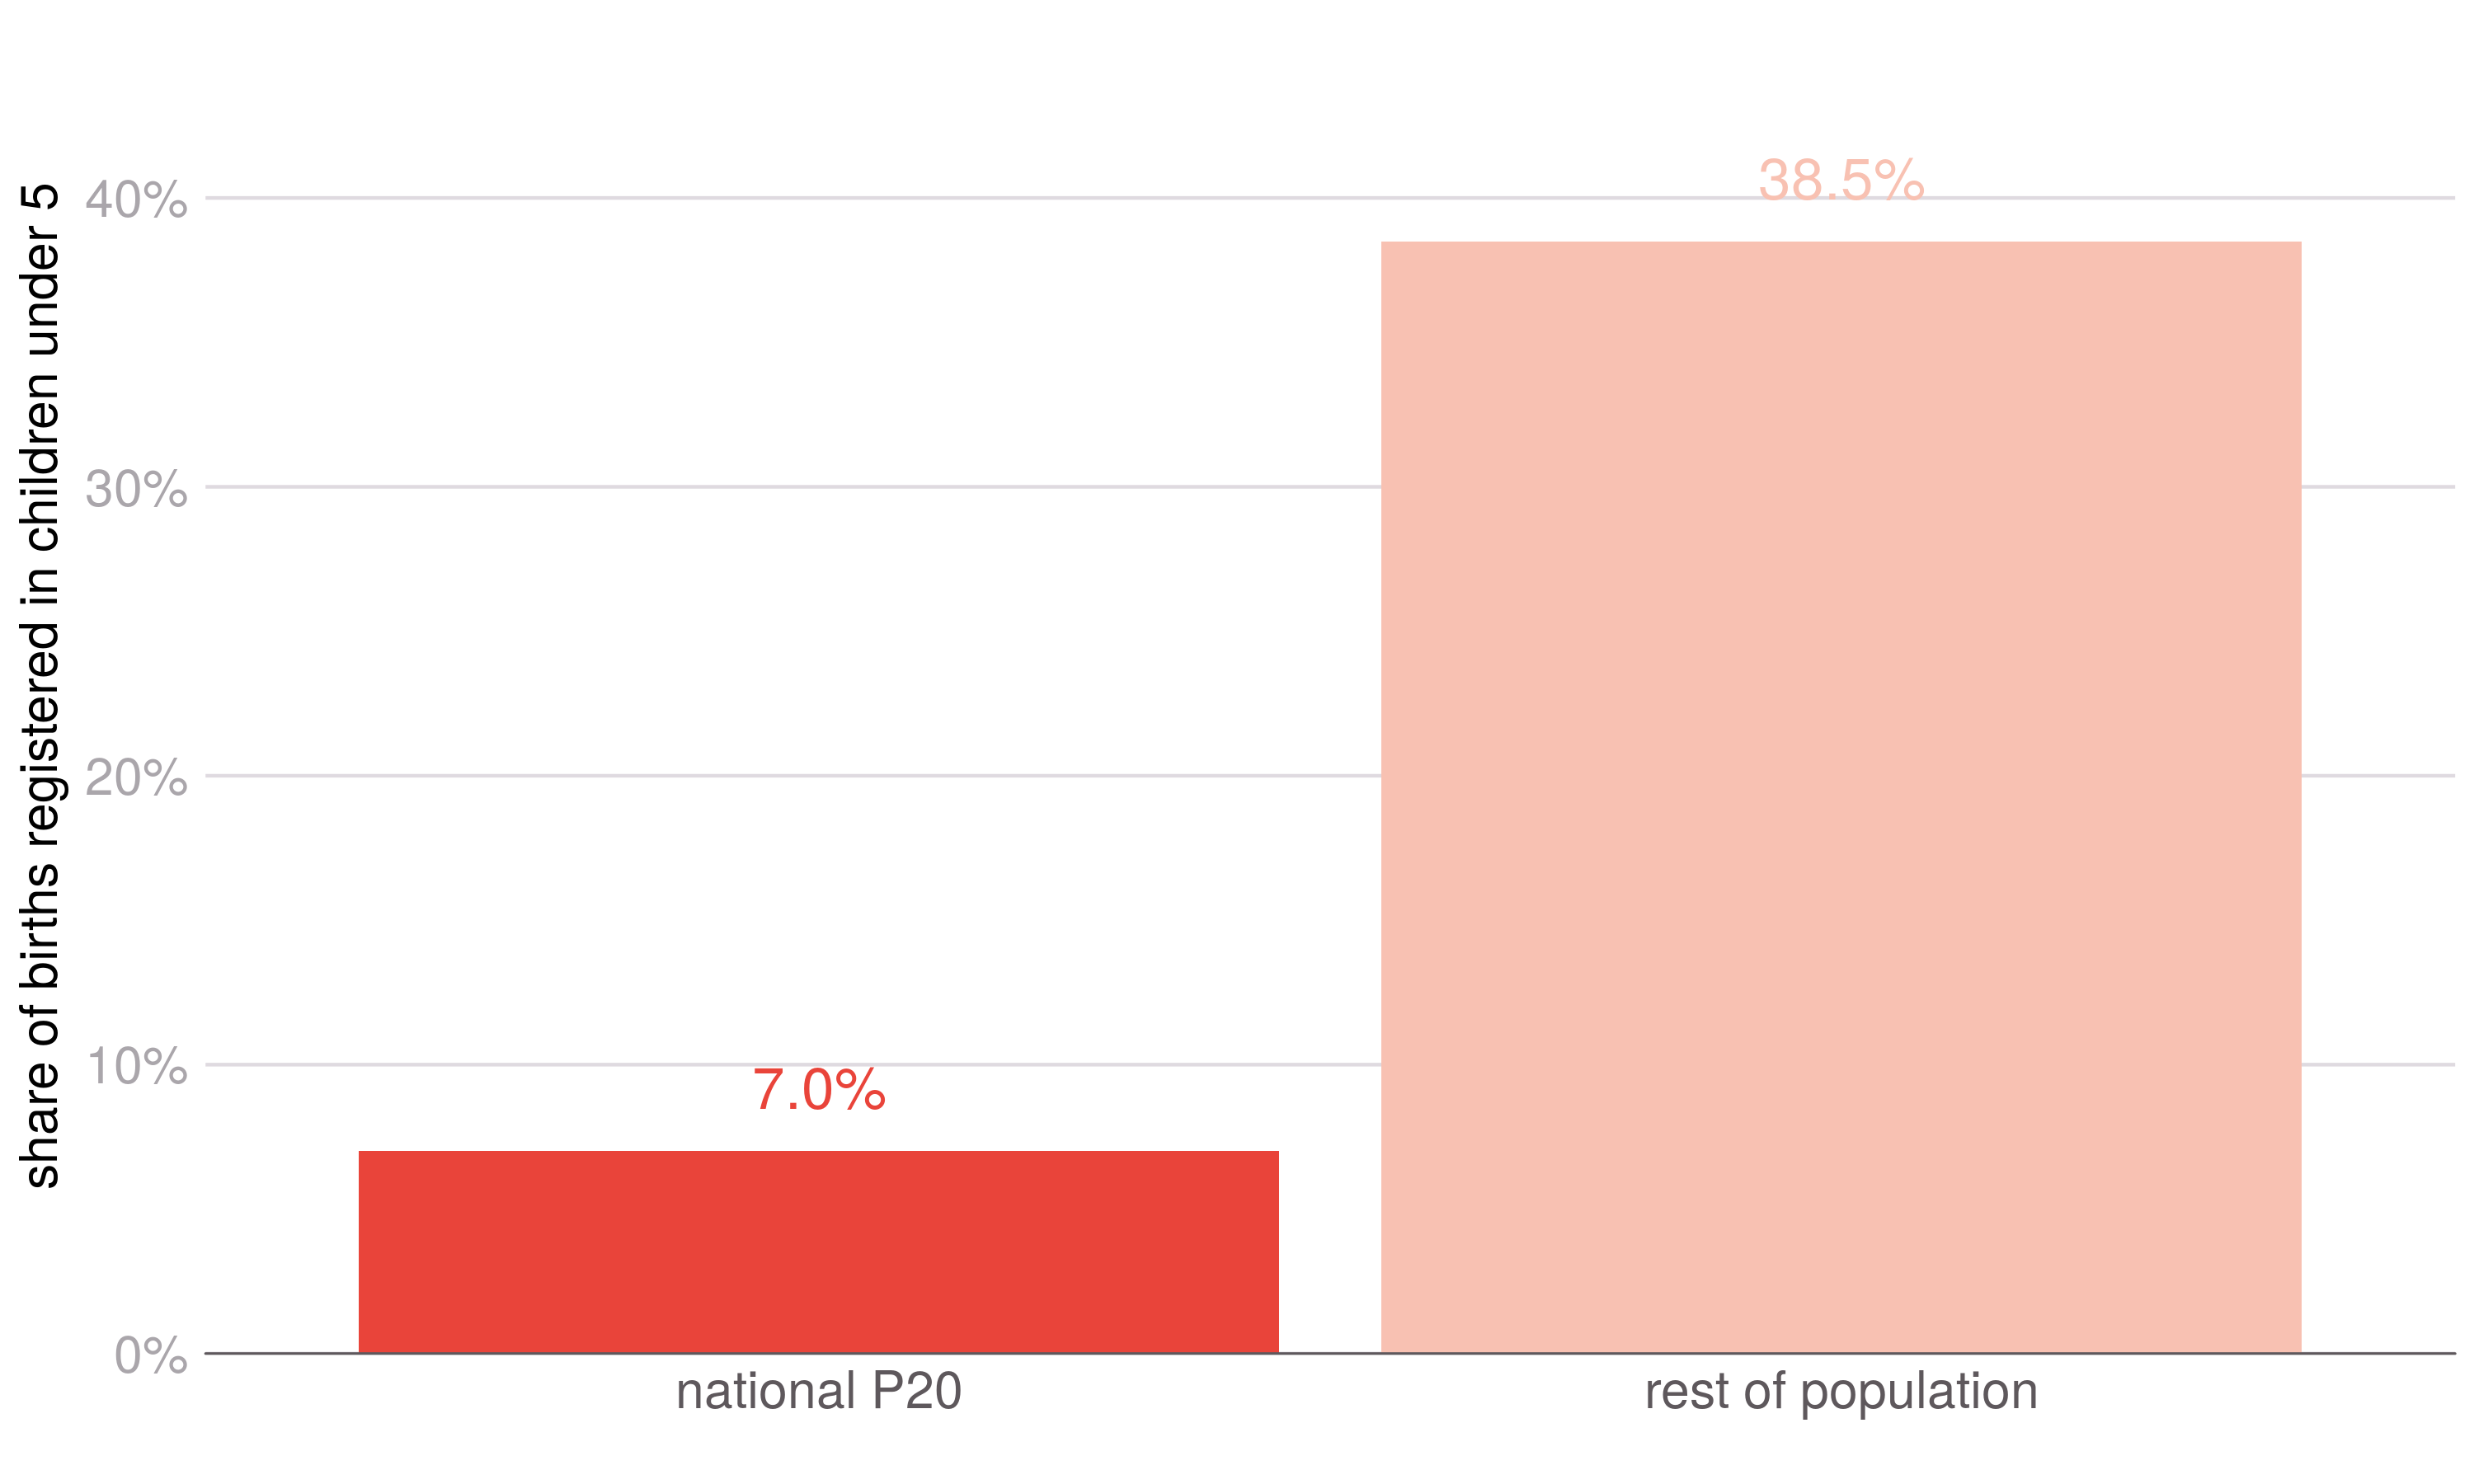 share of births registered in children under 5
40%
30%
20%
10%
0%
7.0%
38.5%
national P20
rest of population